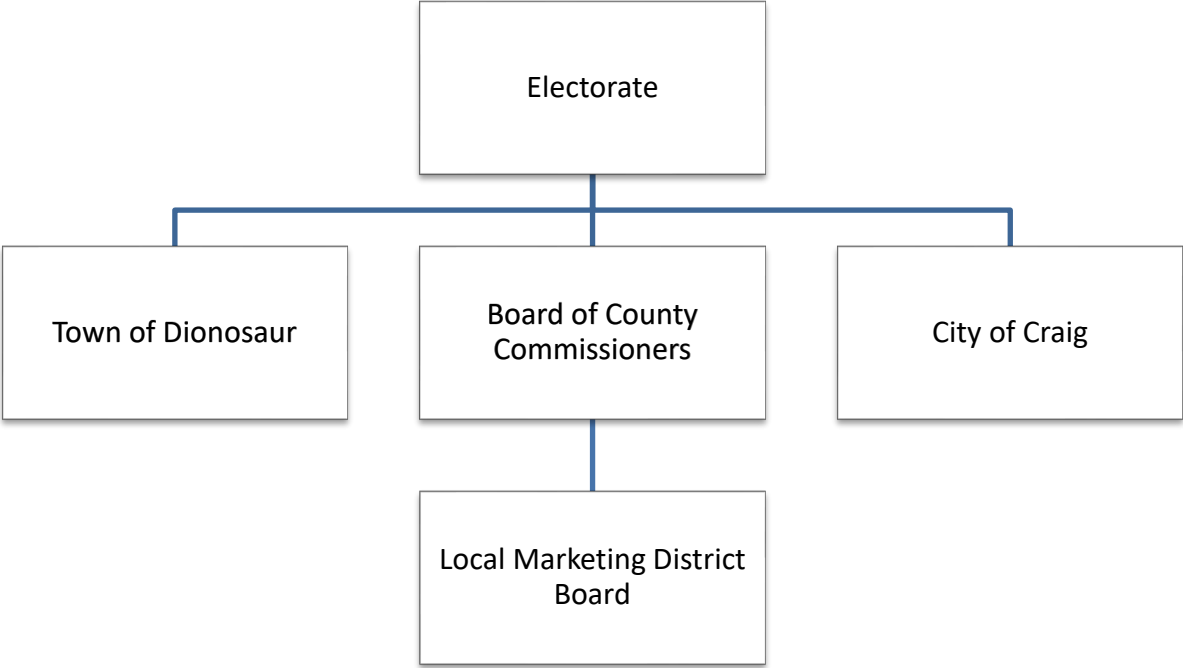 Electorate
Town of Dionosaur
Board of County
Commissioners
City of Craig
Local Marketing District
Board